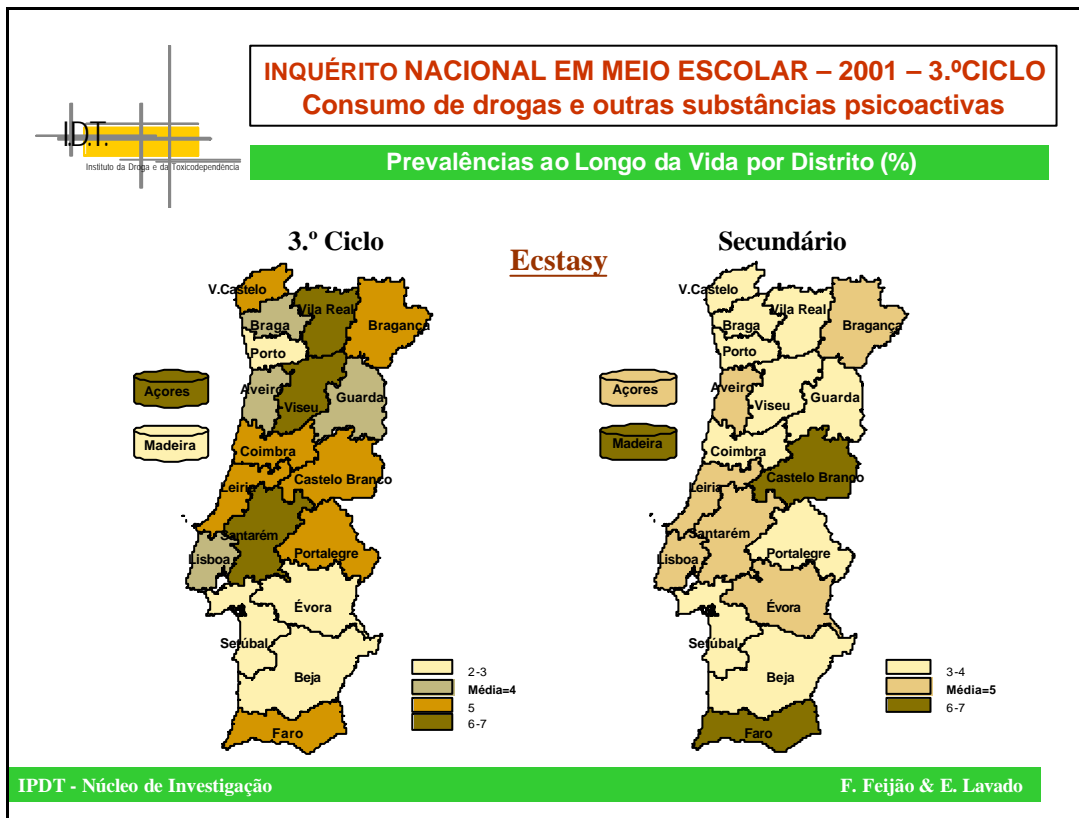 INQUÉRITO NACIONAL EM MEIO ESCOLAR – 2001 – 3.ºCICLO
Consumo de drogas e outras substâncias psicoactivas
I.D.T.
Instituto da Droga e da Toxicodependência
Prevalências ao Longo da Vida por Distrito (%)
3.º Ciclo
Ecstasy
Secundário
V.Castelo
Vila Real
Braga
Bragança
Porto
Açores
Aveiro
Viseu
Guarda
Madeira
Coimbra
Leiria
Castelo Branco
Santarém
Lisboa
Portalegre
Évora
Setúbal
Beja
Faro
2-3
Média=4
5
6-7
V.Castelo
Vila Real
Braga
Bragança
Porto
Açores
Aveiro
Viseu
Guarda
Madeira
Coimbra
Leiria
Castelo Branco
Santarém
Lisboa
Portalegre
Évora
Setúbal
Beja
Faro
3-4
Média=5
6-7
IPDT - Núcleo de Investigação
F. Feijão & E. Lavado